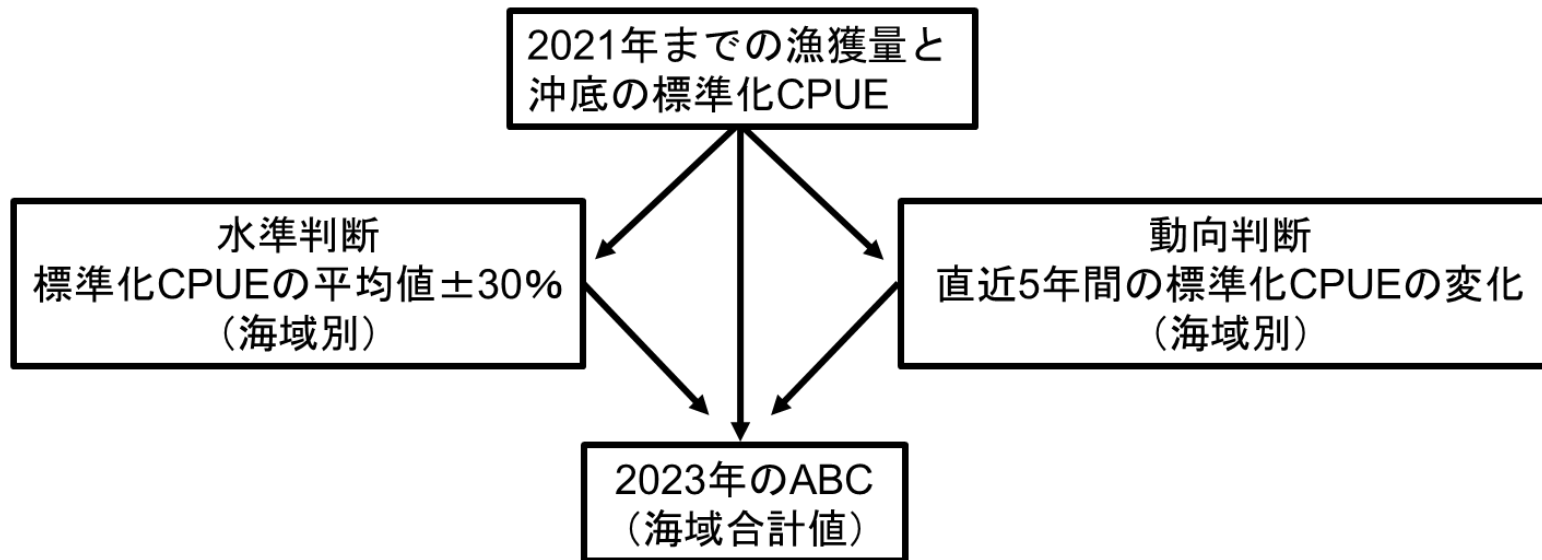 2021年までの漁獲量と
沖底の標準化CPUE
水準判断
標準化CPUEの平均値±30%
（海域別）
動向判断
直近5年間の標準化CPUEの変化
（海域別）
2023年のABC
（海域合計値）